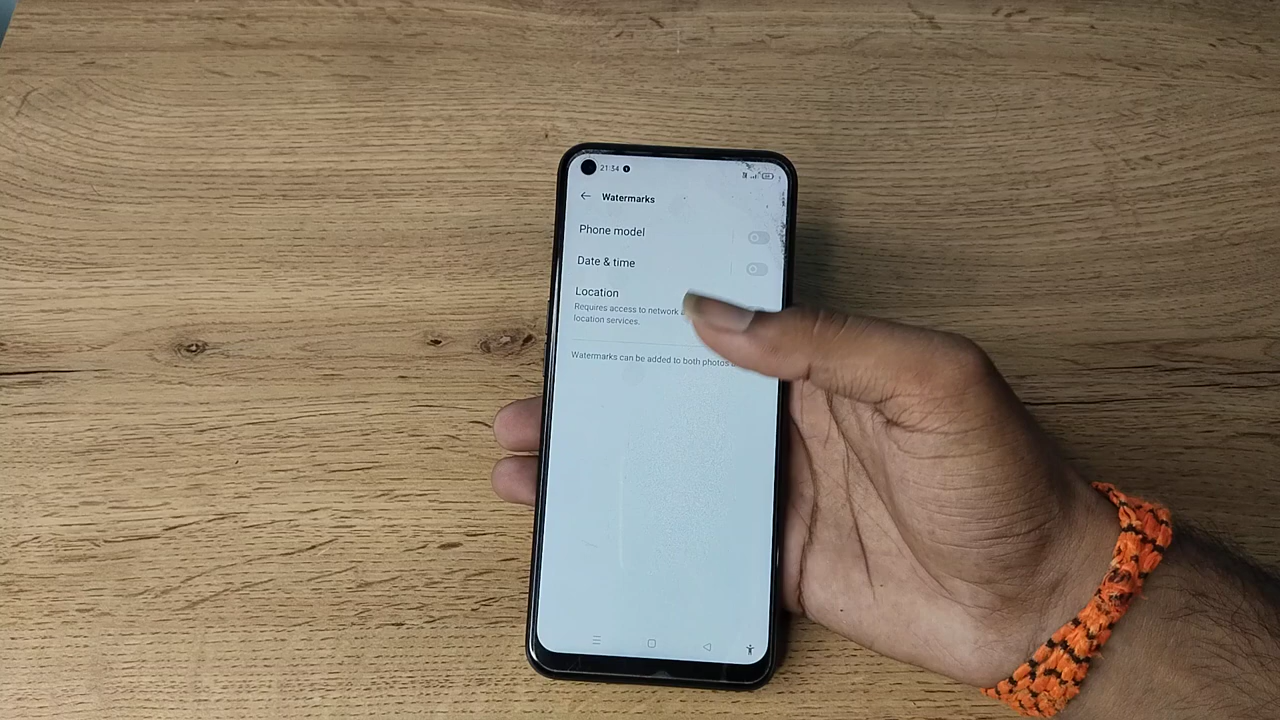 21:34
Watermarks
Phone model
Date & time
Location
Requires access to network
location services.
Watermarks can be added to both photos